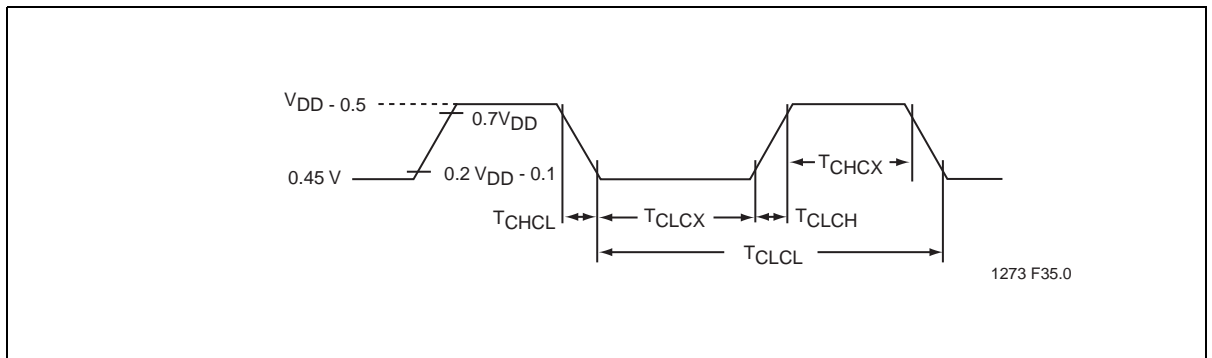 VDD - 0.5
0.7VDD
0.45 V
0.2 VDD - 0.1
TCHCX
TCHCL
TCLCX
TCLCH
TCLCL
1273 F35.0